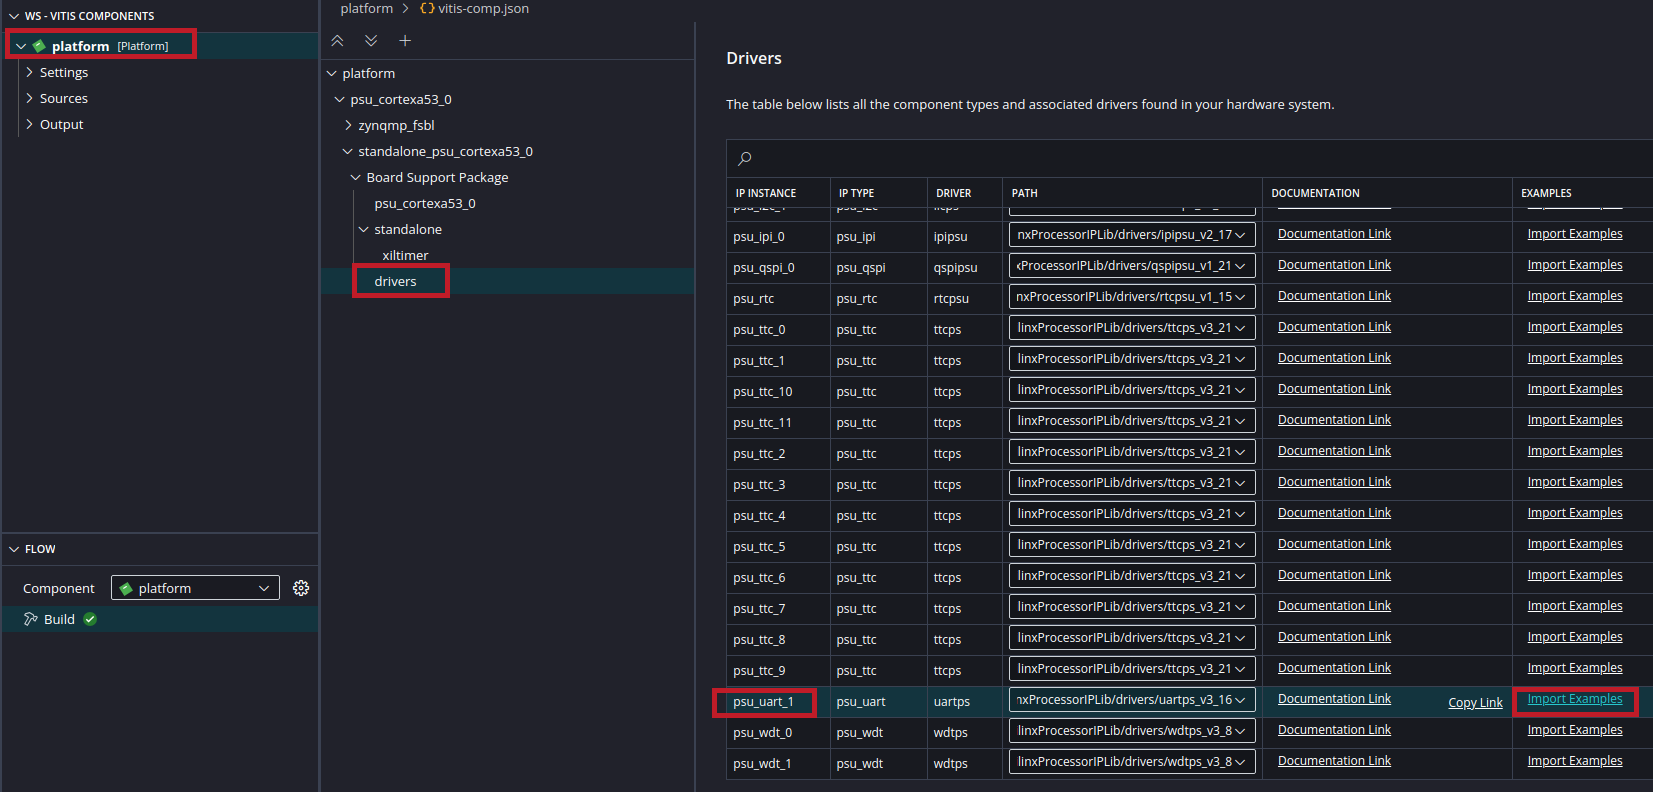 WS - VITIS COMPONENTS
platform [Platform]
Settings
Sources
Output
FLOW
Component platform
Build
platform > {} vitis-comp.json
platform
psu_cortexa53_0
zynqmp_fsbl
standalone_psu_cortexa53_0
Board Support Package
psu_cortexa53_0
standalone
xiltimer
drivers
Drivers
The table below lists all the component types and associated drivers found in your hardware system.
IP INSTANCE IP TYPE DRIVER PATH DOCUMENTATION EXAMPLES
psu_ipi_0 psu_ipi ipipsu nxProcessorIPLib/drivers/ipipsu_v2_17 Documentation Link Import Examples
psu_qspi_0 psu_qspi qspipsu xProcessorIPLib/drivers/qspipsu_v1_21 Documentation Link Import Examples
psu_rtc psu_rtc rtcpsu nxProcessorIPLib/drivers/rtcpsu_v1_15 Documentation Link Import Examples
psu_ttc_0 psu_ttc ttcps linxProcessorIPLib/drivers/ttcps_v3_21 Documentation Link Import Examples
psu_ttc_1 psu_ttc ttcps linxProcessorIPLib/drivers/ttcps_v3_21 Documentation Link Import Examples
psu_ttc_10 psu_ttc ttcps linxProcessorIPLib/drivers/ttcps_v3_21 Documentation Link Import Examples
psu_ttc_11 psu_ttc ttcps linxProcessorIPLib/drivers/ttcps_v3_21 Documentation Link Import Examples
psu_ttc_2 psu_ttc ttcps linxProcessorIPLib/drivers/ttcps_v3_21 Documentation Link Import Examples
psu_ttc_3 psu_ttc ttcps linxProcessorIPLib/drivers/ttcps_v3_21 Documentation Link Import Examples
psu_ttc_4 psu_ttc ttcps linxProcessorIPLib/drivers/ttcps_v3_21 Documentation Link Import Examples
psu_ttc_5 psu_ttc ttcps linxProcessorIPLib/drivers/ttcps_v3_21 Documentation Link Import Examples
psu_ttc_6 psu_ttc ttcps linxProcessorIPLib/drivers/ttcps_v3_21 Documentation Link Import Examples
psu_ttc_7 psu_ttc ttcps linxProcessorIPLib/drivers/ttcps_v3_21 Documentation Link Import Examples
psu_ttc_8 psu_ttc ttcps linxProcessorIPLib/drivers/ttcps_v3_21 Documentation Link Import Examples
psu_ttc_9 psu_ttc ttcps linxProcessorIPLib/drivers/ttcps_v3_21 Documentation Link Import Examples
psu_uart_1 psu_uart uartps nxProcessorIPLib/drivers/uartps_v3_16 Documentation Link Copy Link Import Examples
psu_wdt_0 psu_wdt wdtps linxProcessorIPLib/drivers/wdtps_v3_8 Documentation Link Import Examples
psu_wdt_1 psu_wdt wdtps linxProcessorIPLib/drivers/wdtps_v3_8 Documentation Link Import Examples